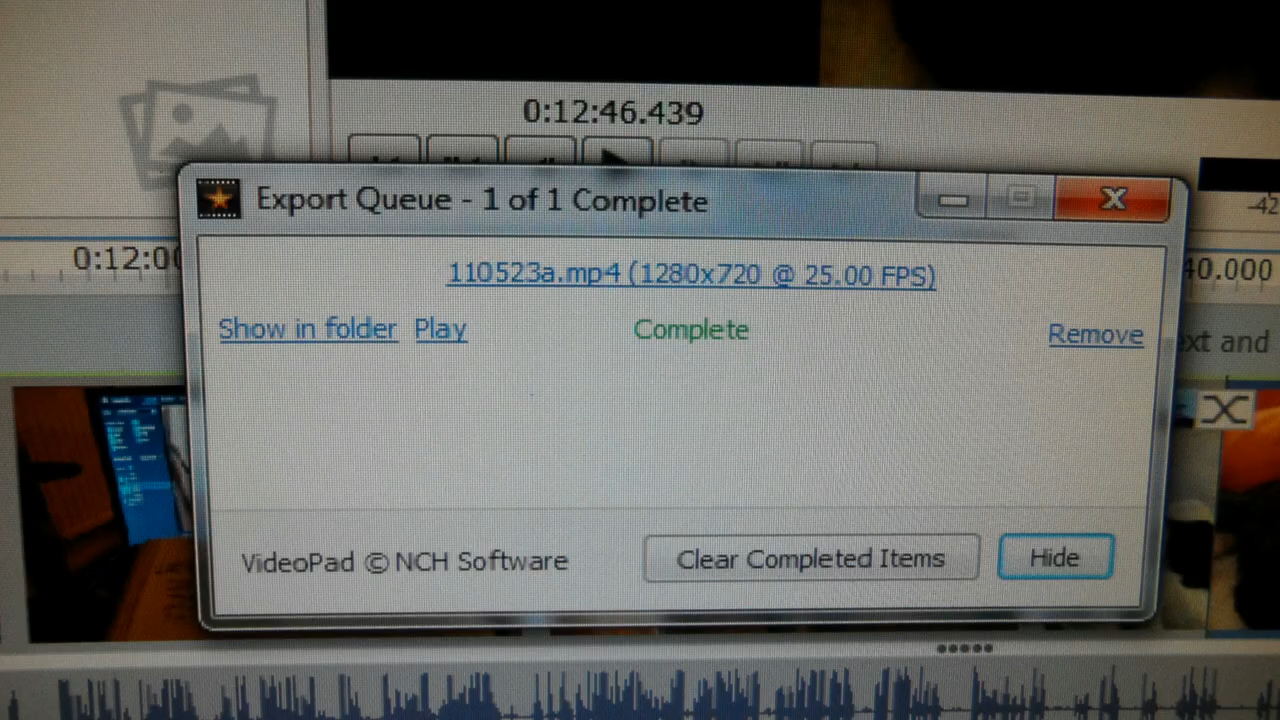 0:12:46.439
Export Queue - 1 of 1 Complete
-42
0:12:00
40.000
110523a.mp4 (1280x720 @ 25.00 FPS)
Show in folder Play Complete Remove
and
VideoPad © NCH Software Clear Completed Items Hide